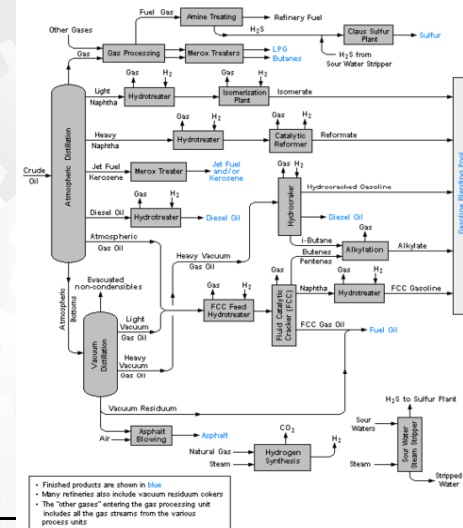 Fuel Gas
Amine Treating
Refinery Fuel
Other Gases
H2S
Claus Sulfur
Plant
Sulfur
Gas
Gas Processing
Merox Treaters
LPG
Butanes
H2S from
Sour Water Stripper
Light
Naphtha
Gas
H2
Hydrotreater
Gas
H2
Isomerization
Plant
Isomerate
Heavy
Naphtha
Gas
H2
Hydrotreater
Gas
H2
Catalytic
Reformer
Reformate
Crude
Oil
Atmospheric Distillation
Jet Fuel
Kerosene
Merox Treater
Jet Fuel
and/or
Kerosene
Gas
H2
Hydrocracked Gasoline
Hydrocraker
Diesel Oil
Gasoline Blending Pool
Diesel Oil
Gas
H2
Hydrotreater
Diesel Oil
Atmospheric
Gas Oil
Heavy Vacuum
Gas Oil
i-Butane
Butenes
Pentenes
Gas
Alkylation
Alkylate
Atmospheric
Bottoms
Evacuated
non-condensibles
Gas
H2
FCC Feed
Hydrotreater
Gas
Fluid Catalytic
Cracker (FCC)
Naphtha
Gas
H2
Hydrotreater
FCC Gasoline
Light
Vacuum
Gas Oil
FCC Gas Oil
Fuel Oil
Vacuum
Distillation
Heavy
Vacuum
Gas Oil
Vacuum Residuum
Air
Asphalt
Blowing
Asphalt
CO2
Natural Gas
Steam
Hydrogen
Synthesis
H2
H2S to Sulfur Plant
Sour
Waters
Steam
Sour Water
Steam Stripper
Stripped
Water
• Finished products are shown in blue
• Many refineries also include vacuum residuum cokers
• The "other gases" entering the gas processing unit
includes all the gas streams from the various
process units